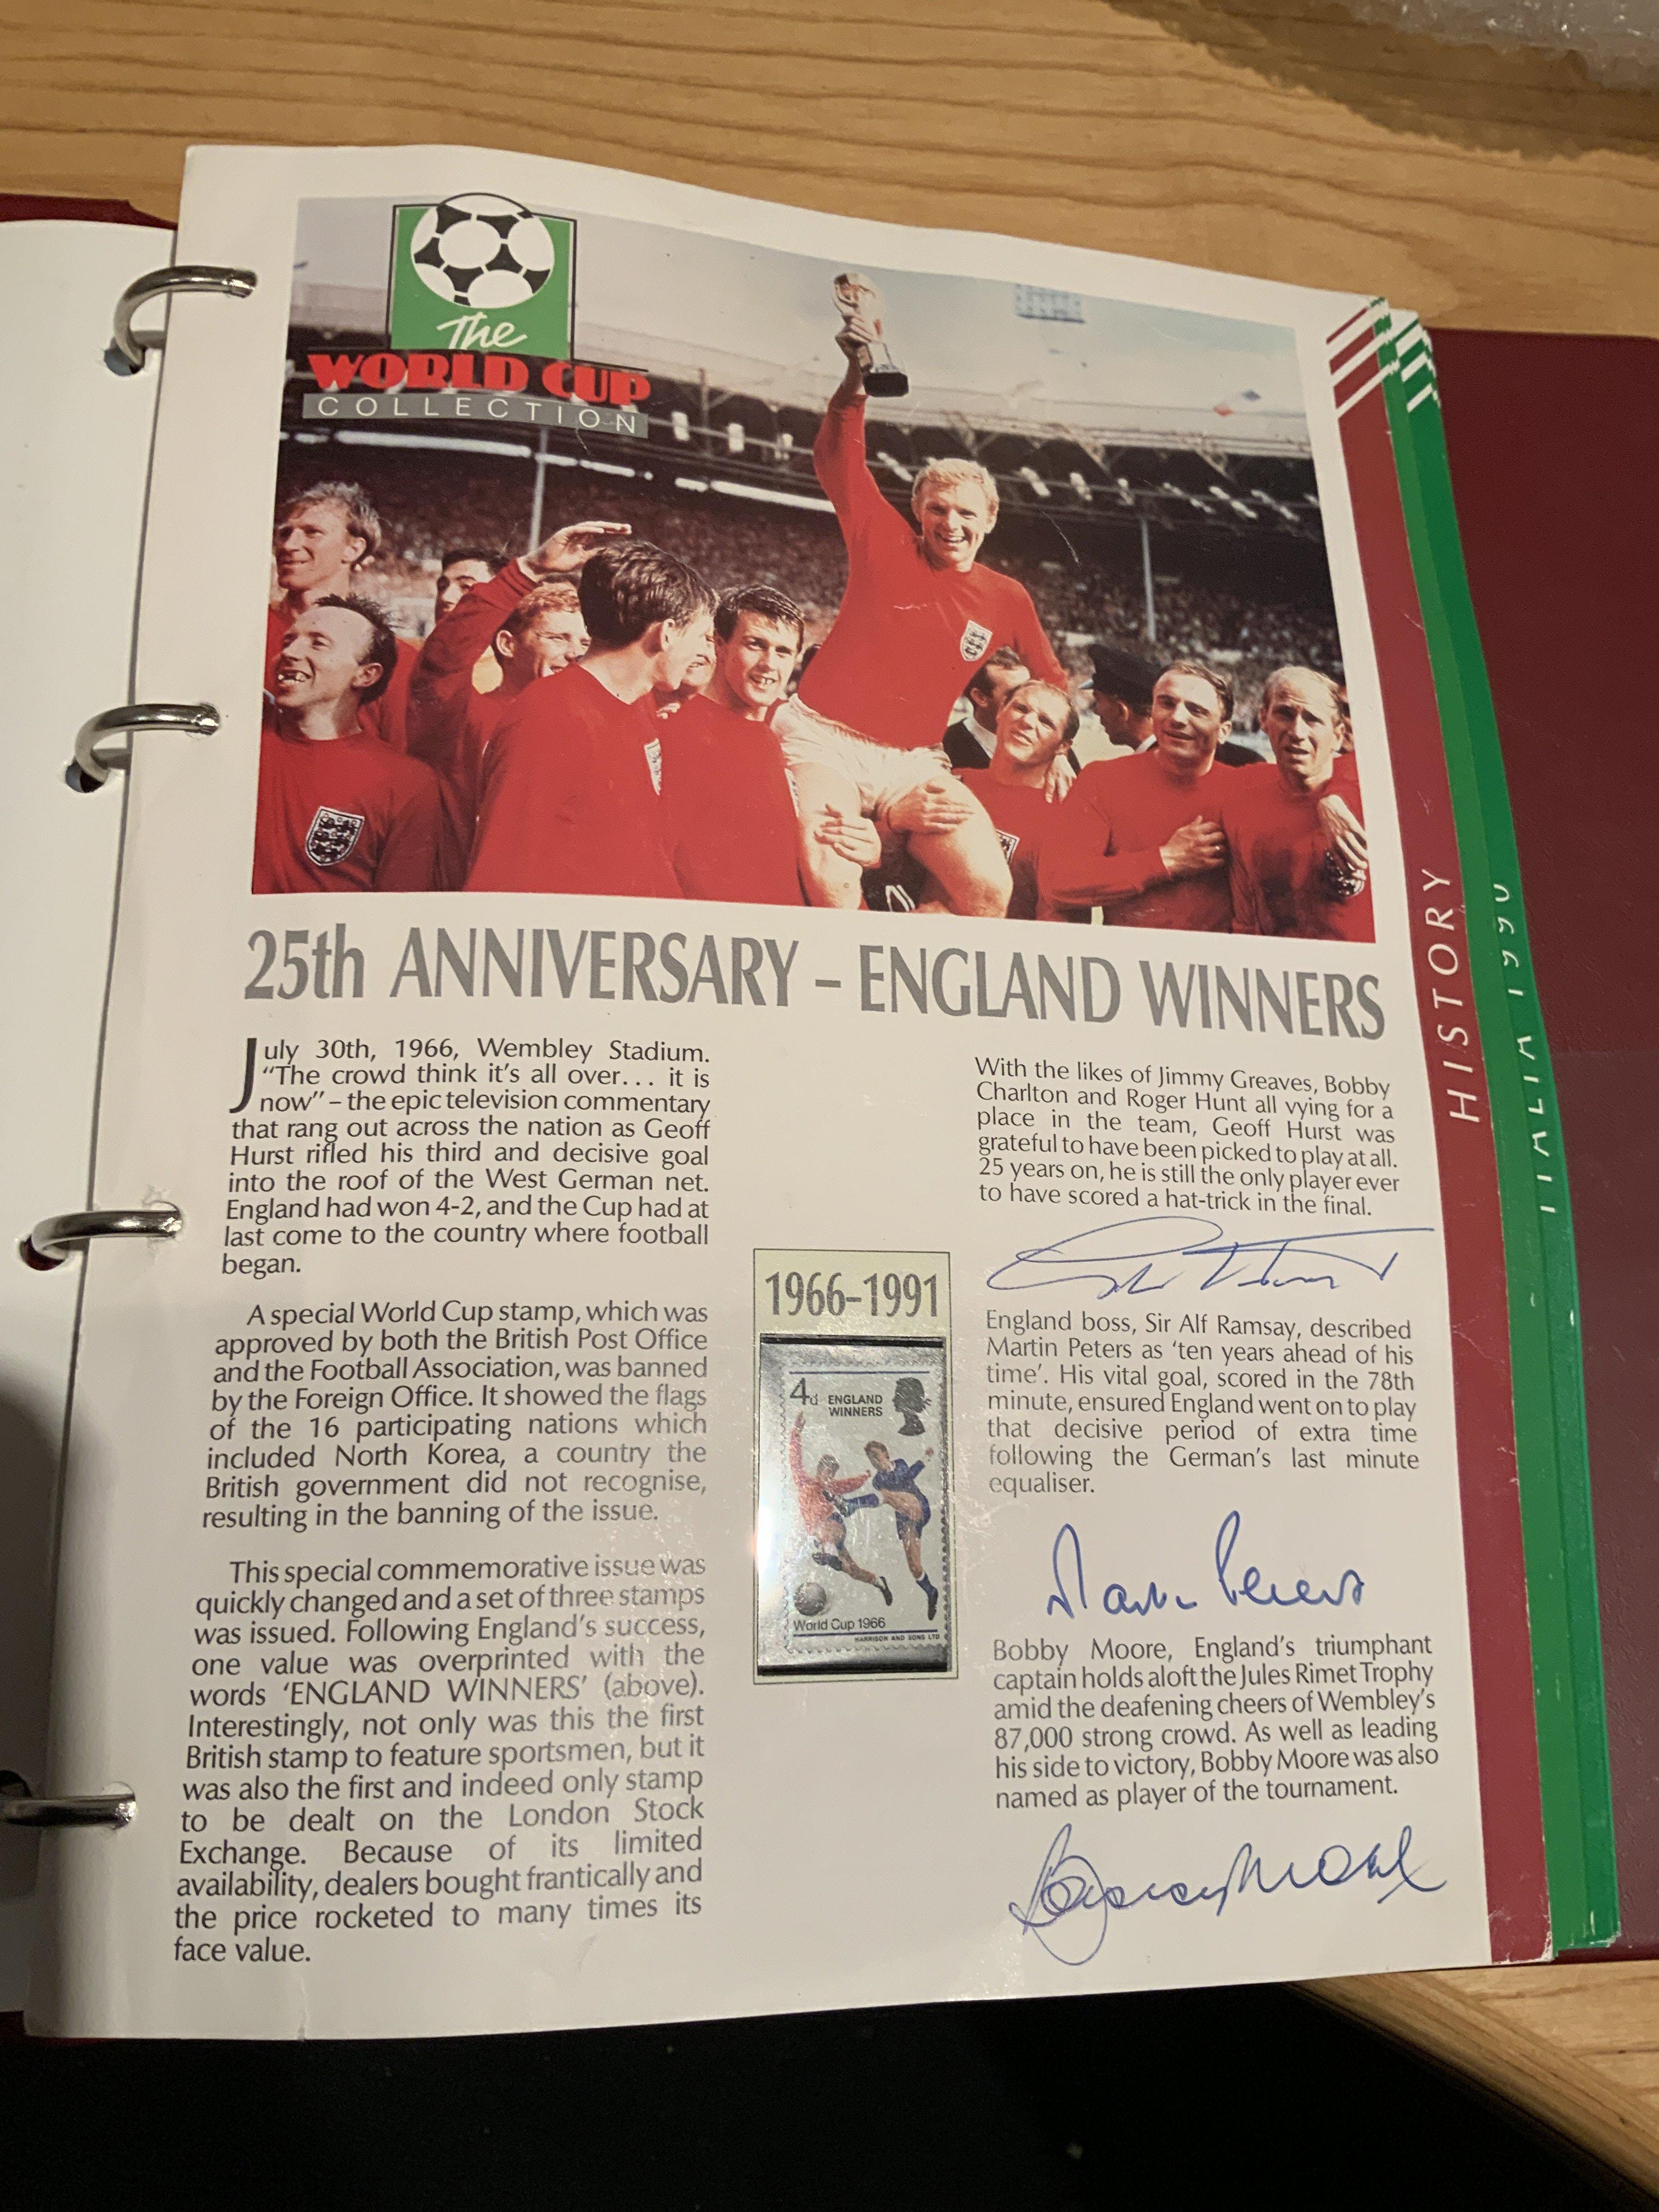 The
WORLD CUP
COLLECTION
25th ANNIVERSARY – ENGLAND WINNERS
July 30th, 1966, Wembley Stadium.
“The crowd think it’s all over… it is
now” – the epic television commentary
that rang out across the nation as Geoff
Hurst rifled his third and decisive goal
into the roof of the West German net.
England had won 4-2, and the Cup had at
last come to the country where football
began.
A special World Cup stamp, which was
approved by both the British Post Office
and the Football Association, was banned
by the Foreign Office. It showed the flags
of the 16 participating nations which
included North Korea, a country the
British government did not recognise,
resulting in the banning of the issue.
This special commemorative issue was
quickly changed and a set of three stamps
was issued. Following England’s success,
one value was overprinted with the
words ‘ENGLAND WINNERS’ (above).
Interestingly, not only was this the first
British stamp to feature sportsmen, but it
was also the first and indeed only stamp
to be dealt on the London Stock
Exchange. Because of its limited
availability, dealers bought frantically and
the price rocketed to many times its
face value.
1966–1991
4d ENGLAND
WINNERS
World Cup 1966
HARRISON AND SONS LTD
With the likes of Jimmy Greaves, Bobby
Charlton and Roger Hunt all vying for a
place in the team, Geoff Hurst was
grateful to have been picked to play at all.
25 years on, he is still the only player ever
to have scored a hat-trick in the final.
England boss, Sir Alf Ramsay, described
Martin Peters as ‘ten years ahead of his
time’. His vital goal, scored in the 78th
minute, ensured England went on to play
that decisive period of extra time
following the German’s last minute
equaliser.
Martin Peters
Bobby Moore, England’s triumphant
captain holds aloft the Jules Rimet Trophy
amid the deafening cheers of Wembley’s
87,000 strong crowd. As well as leading
his side to victory, Bobby Moore was also
named as player of the tournament.
Bobby Moore
HISTORY
ITALIA 1990